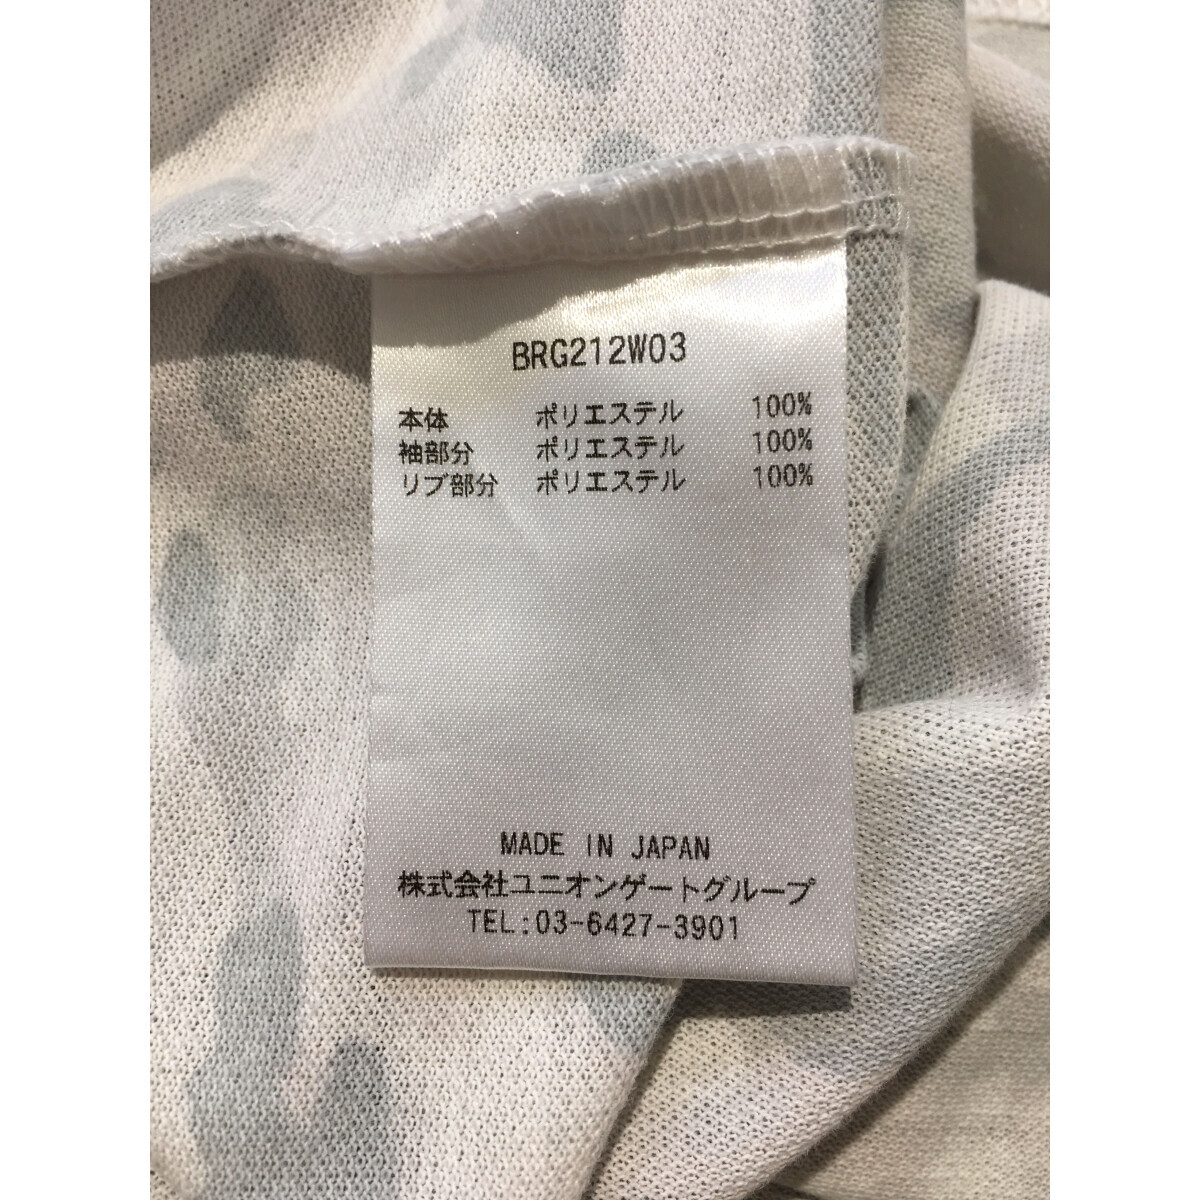 BRG212W03
本体 ポリエステル 100%
袖部分 ポリエステル 100%
リブ部分 ポリエステル 100%
MADE IN JAPAN
株式会社ユニオンゲートグループ
TEL:03-6427-3901